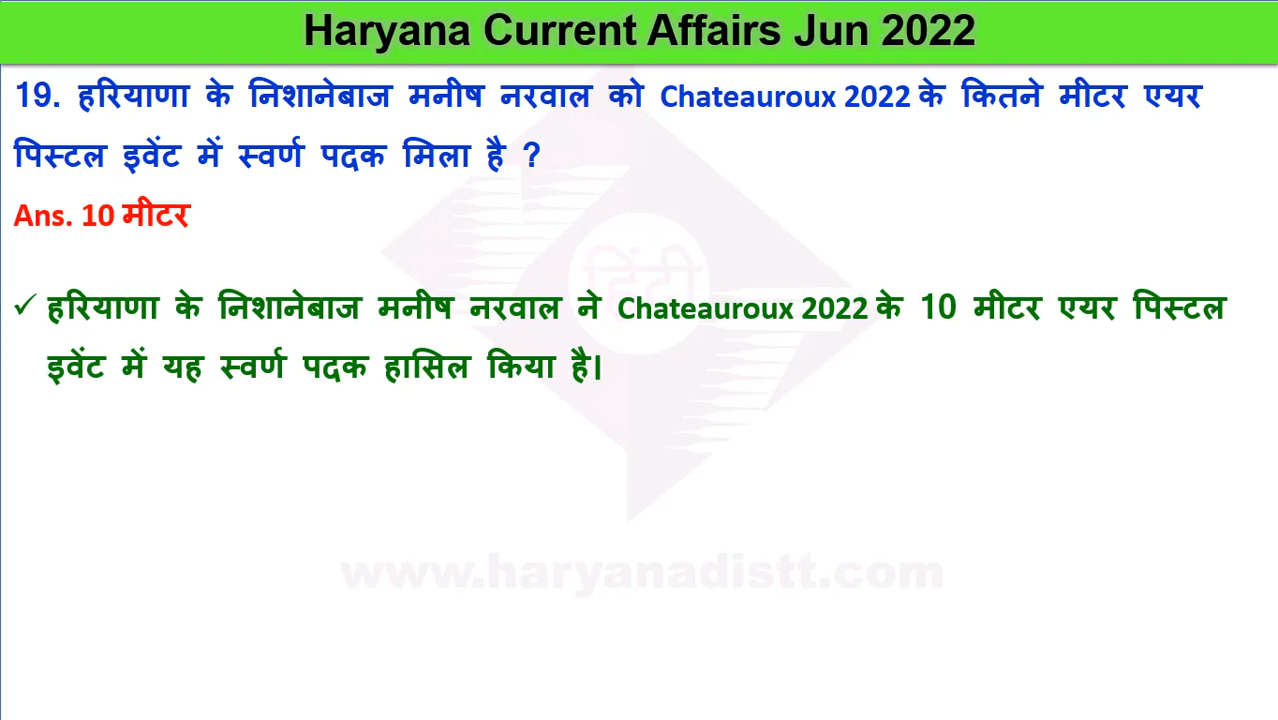 Haryana Current Affairs Jun 2022
19. हरियाणा के निशानेबाज मनीष नरवाल को Chateauroux 2022 के कितने मीटर एयर
पिस्टल इवेंट में स्वर्ण पदक मिला है ?
Ans. 10 मीटर
✓ हरियाणा के निशानेबाज मनीष नरवाल ने Chateauroux 2022 के 10 मीटर एयर पिस्टल
इवेंट में यह स्वर्ण पदक हासिल किया है।
हिंदी
www.haryanadistt.com